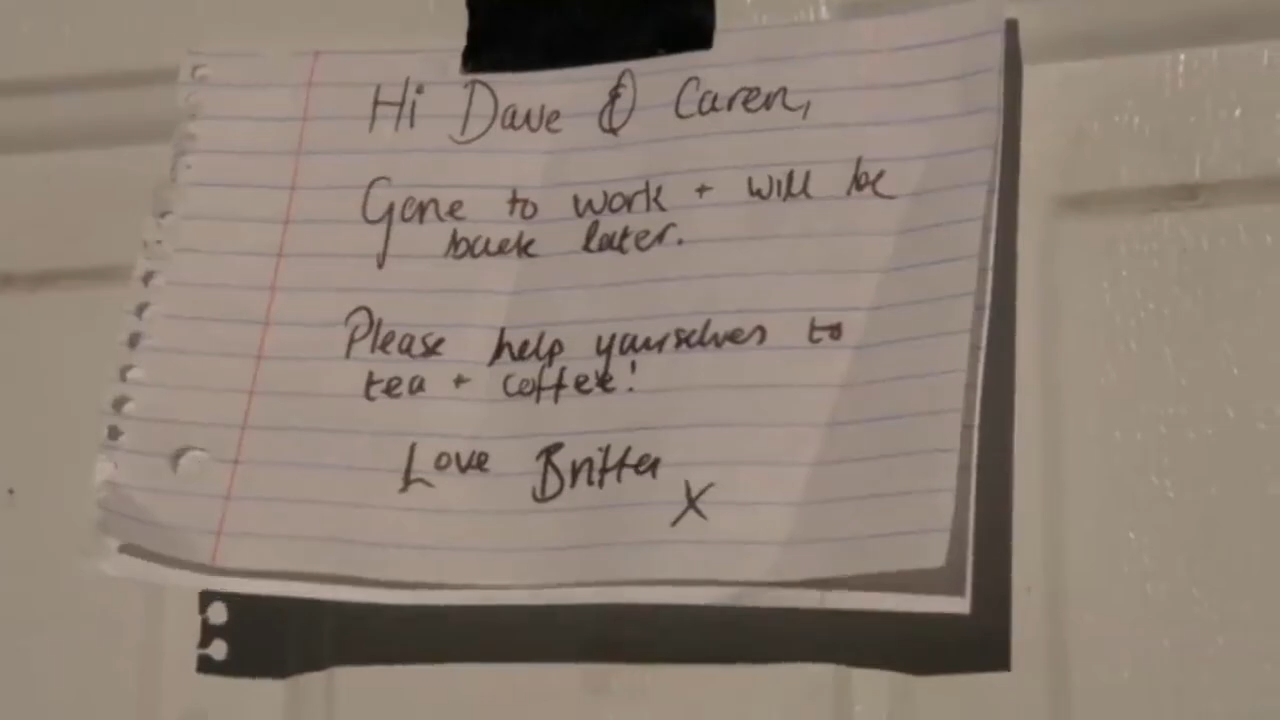 Hi Dave & Caren,
Gone to work + will be
back later.
Please help yourselves to
tea + coffee!
Love Britta
X